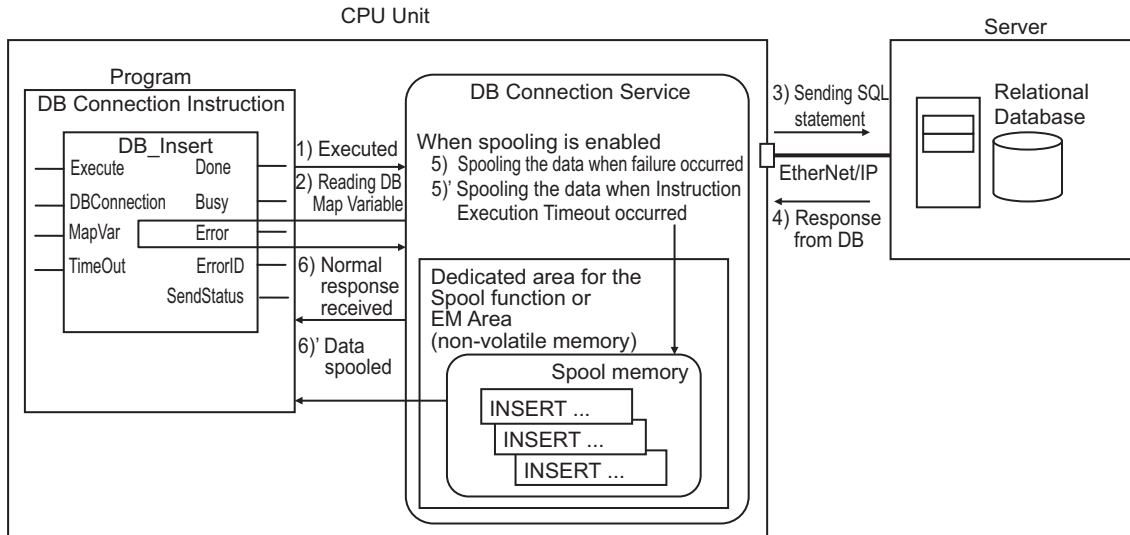 CPU Unit
Server
Program
DB Connection Instruction
DB_Insert
Execute
Done
DBConnection
Busy
MapVar
Error
TimeOut
ErrorID
SendStatus
1) Executed
2) Reading DB
Map Variable
6) Normal
response
received
6)' Data
spooled
DB Connection Service
When spooling is enabled
5) Spooling the data when failure occurred
5)' Spooling the data when Instruction
Execution Timeout occurred
Dedicated area for the
Spool function or
EM Area
(non-volatile memory)
Spool memory
INSERT ...
INSERT ...
INSERT ...
3) Sending SQL
statement
EtherNet/IP
4) Response
from DB
Relational
Database